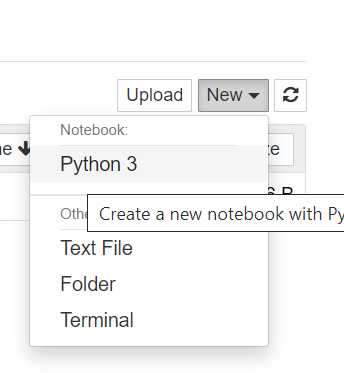 Upload New
Notebook:
Python 3
Create a new notebook with Py
Text File
Folder
Terminal